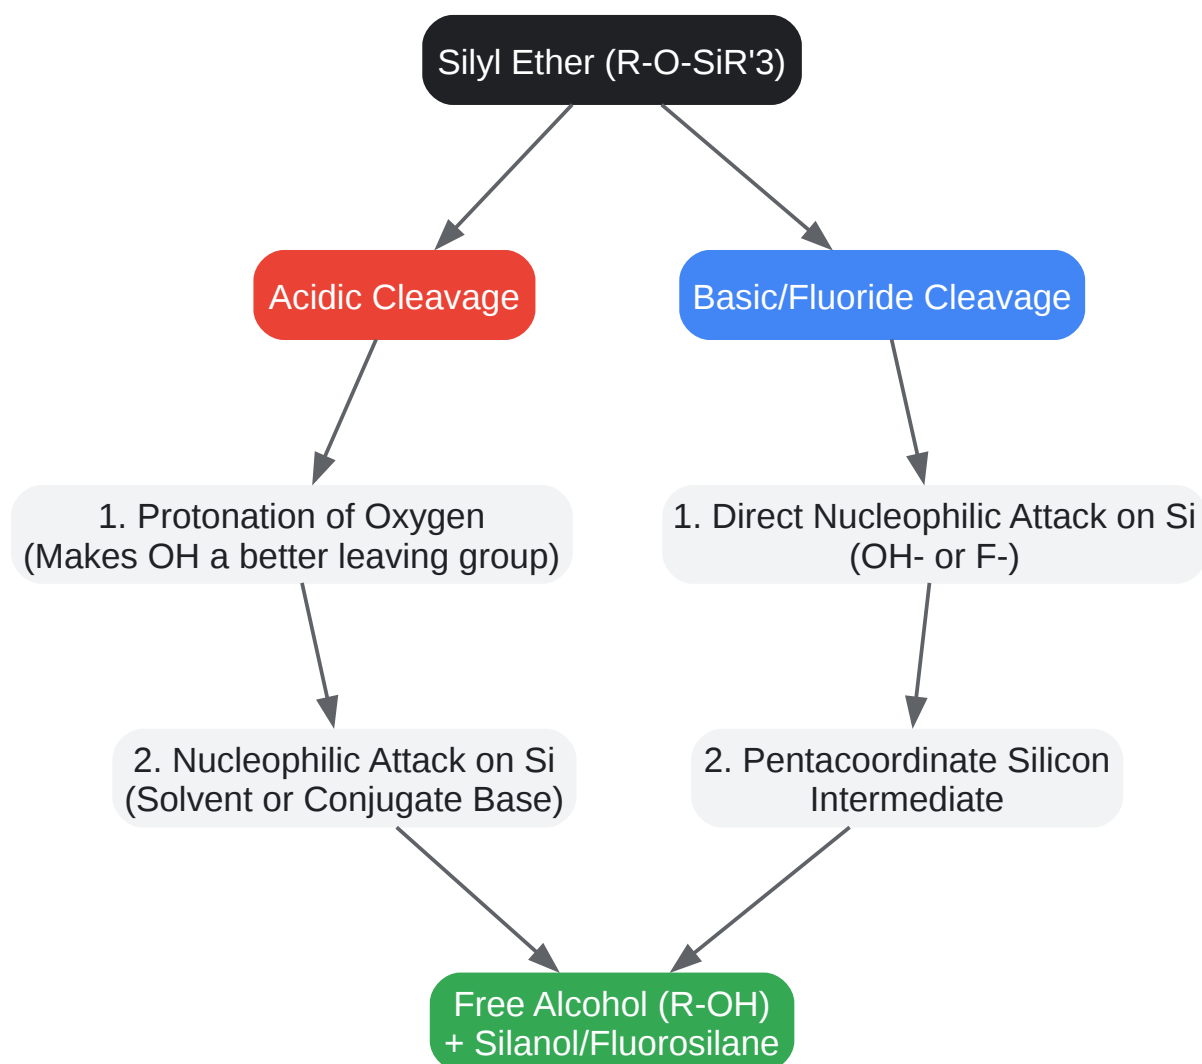 Silyl Ether (R-O-SiR'3)
Acidic Cleavage
Basic/Fluoride Cleavage
1. Protonation of Oxygen
(Makes OH a better leaving group)
1. Direct Nucleophilic Attack on Si
(OH- or F-)
2. Nucleophilic Attack on Si
(Solvent or Conjugate Base)
2. Pentacoordinate Silicon
Intermediate
Free Alcohol (R-OH)
+ Silanol/Fluorosilane